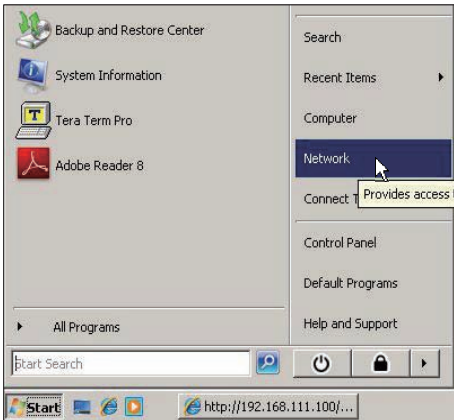 Backup and Restore Center
System Information
Tera Term Pro
Adobe Reader 8
All Programs
Start Search
Search
Recent Items
Computer
Network
Provides access
Connect T
Control Panel
Default Programs
Help and Support
Start
http://192.168.111.100/...